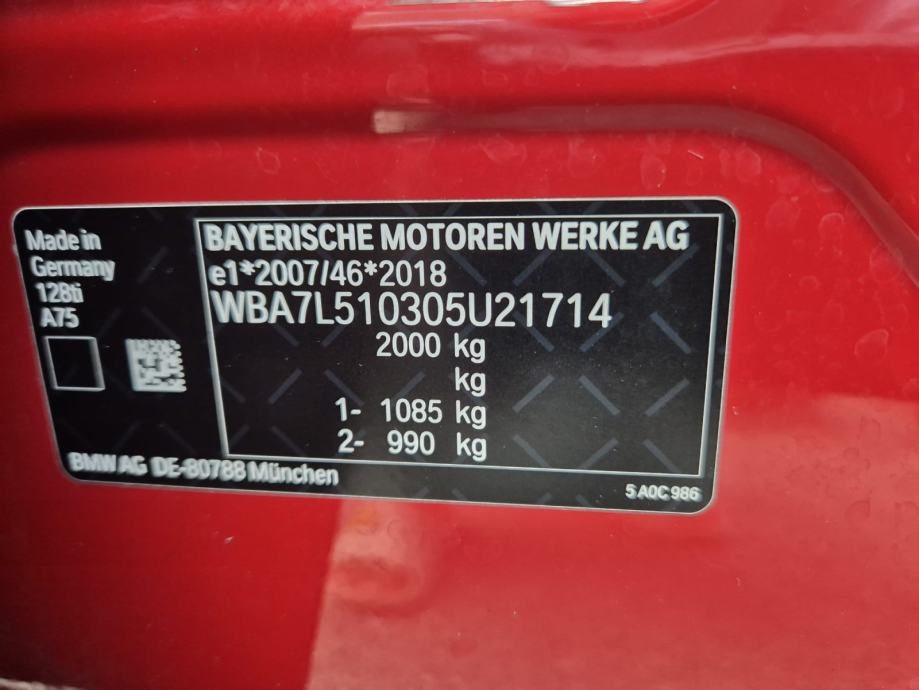 Made in
Germany
128ti
A75
BAYERISCHE MOTOREN WERKE AG
e1*2007/46*2018
WBA7L510305U21714
2000 kg
kg
1- 1085 kg
2- 990 kg
BMW AG DE-80788 München
5 A0C 986